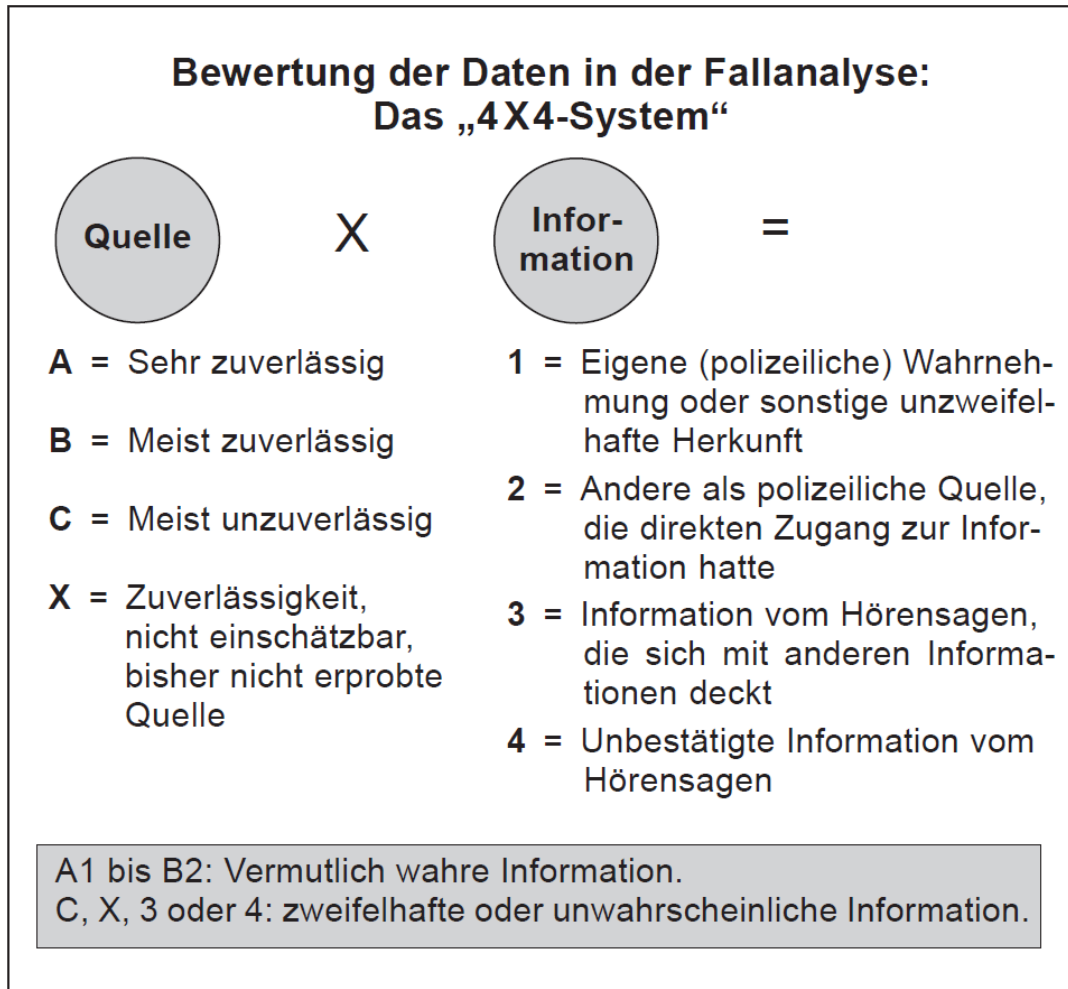 Bewertung der Daten in der Fallanalyse:
Das „4X4-System“
Quelle
X
Infor-
mation
=
A = Sehr zuverlässig
B = Meist zuverlässig
C = Meist unzuverlässig
X = Zuverlässigkeit,
nicht einschätzbar,
bisher nicht erprobte
Quelle
1 = Eigene (polizeiliche) Wahrneh-
mung oder sonstige unzweifel-
hafte Herkunft
2 = Andere als polizeiliche Quelle,
die direkten Zugang zur Infor-
mation hatte
3 = Information vom Hörensagen,
die sich mit anderen Informa-
tionen deckt
4 = Unbestätigte Information vom
Hörensagen
A1 bis B2: Vermutlich wahre Information.
C, X, 3 oder 4: zweifelhafte oder unwahrscheinliche Information.